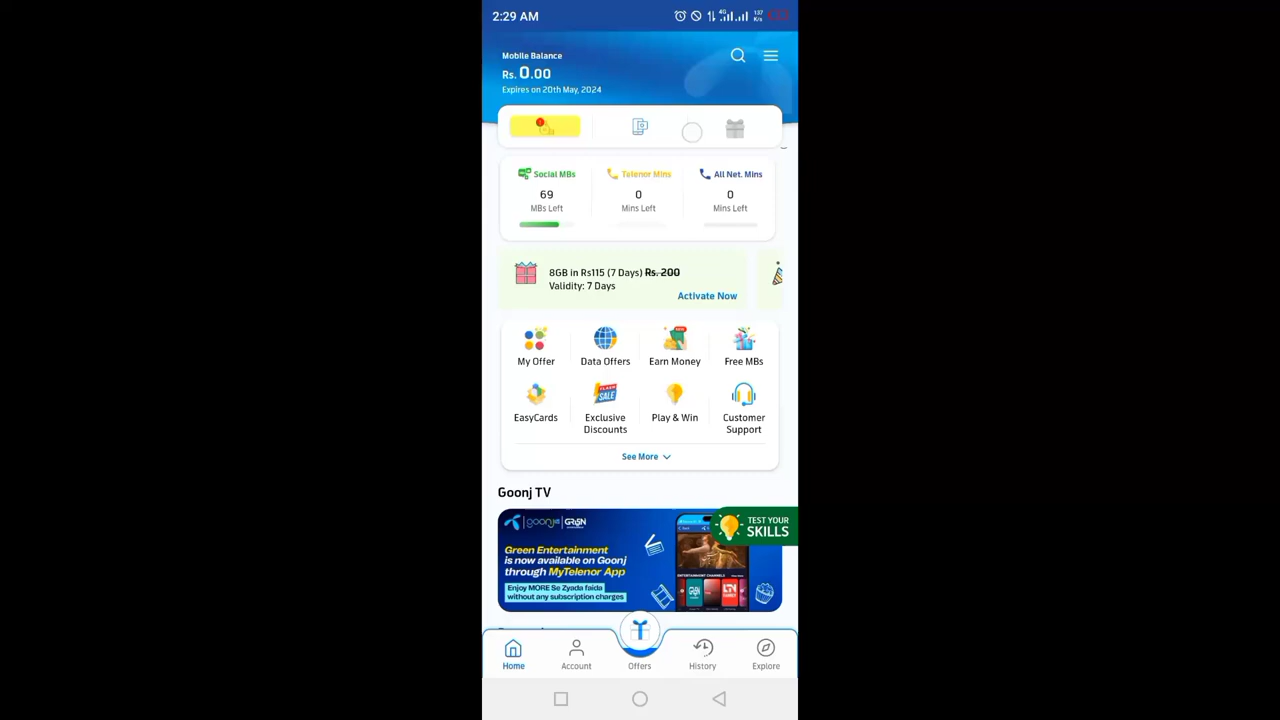 2:29 AM
4G
137
K/s
Mobile Balance
Rs. 0.00
Expires on 20th May, 2024
Social MBs
Telenor Mins
All Net. Mins
69
0
0
MBs Left
Mins Left
Mins Left
8GB in Rs115 (7 Days) Rs. 200
Validity: 7 Days
Activate Now
My Offer
Data Offers
Earn Money
Free MBs
EasyCards
Exclusive
Discounts
Play & Win
Customer
Support
See More
Goonj TV
TEST YOUR
SKILLS
goonj
GREEN
Green Entertainment
is now available on Goonj
through MyTelenor App
Enjoy MORE Se Zyada faida
without any subscription charges
Home
Account
Offers
History
Explore